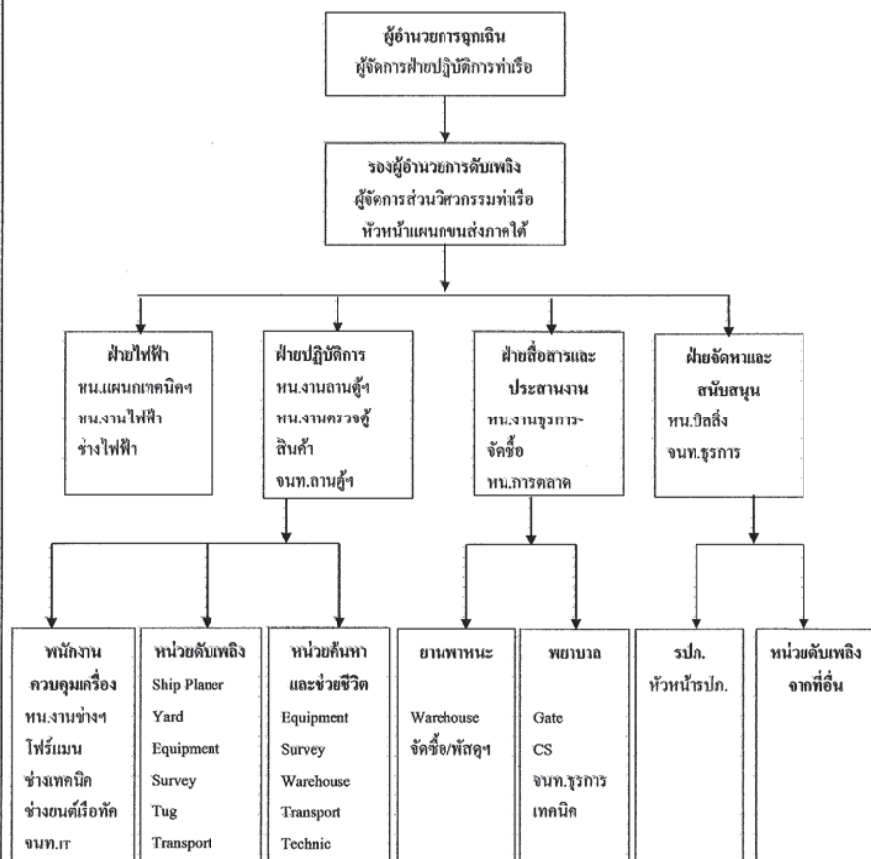 ผู้อำนวยการฉุกเฉิน
ผู้จัดการฝ่ายปฏิบัติการท่าเรือ
รองผู้อำนวยการดับเพลิง
ผู้จัดการส่วนวิศวกรรมท่าเรือ
หัวหน้าแผนกขนส่งภาคใต้
ฝ่ายไฟฟ้า
หน.แผนกเทคนิคฯ
หน.งานไฟฟ้า
ช่างไฟฟ้า
ฝ่ายปฏิบัติการ
หน.งานลานตู้ฯ
หน.งานตรวจตู้
สินค้า
จนท.ลานตู้ฯ
ฝ่ายสื่อสารและ
ประสานงาน
หน.งานธุรการ-
จัดซื้อ
หน.การตลาด
ฝ่ายจัดหาและ
สนับสนุน
หน.บิลลิ่ง
จนท.ธุรการ
พนักงาน
ควบคุมเครื่อง
หน.งานช่างฯ
โฟร์แมน
ช่างเทคนิค
ช่างยนต์เรือทัค
จนท.IT
หน่วยดับเพลิง
Ship Planer
Yard
Equipment
Survey
Tug
Transport
หน่วยค้นหา
และช่วยชีวิต
Equipment
Survey
Warehouse
Transport
Technic
ยานพาหนะ
Warehouse
จัดซื้อ/พัสดุฯ
พยาบาล
Gate
CS
จนท.ธุรการ
เทคนิค
รปภ.
หัวหน้ารปภ.
หน่วยดับเพลิง
จากที่อื่น